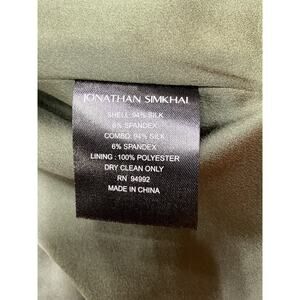 JONATHAN SIMKHAI
SHELL: 94% SILK
6% SPANDEX
COMBO: 94% SILK
6% SPANDEX
LINING : 100% POLYESTER
DRY CLEAN ONLY
RN 94992
MADE IN CHINA